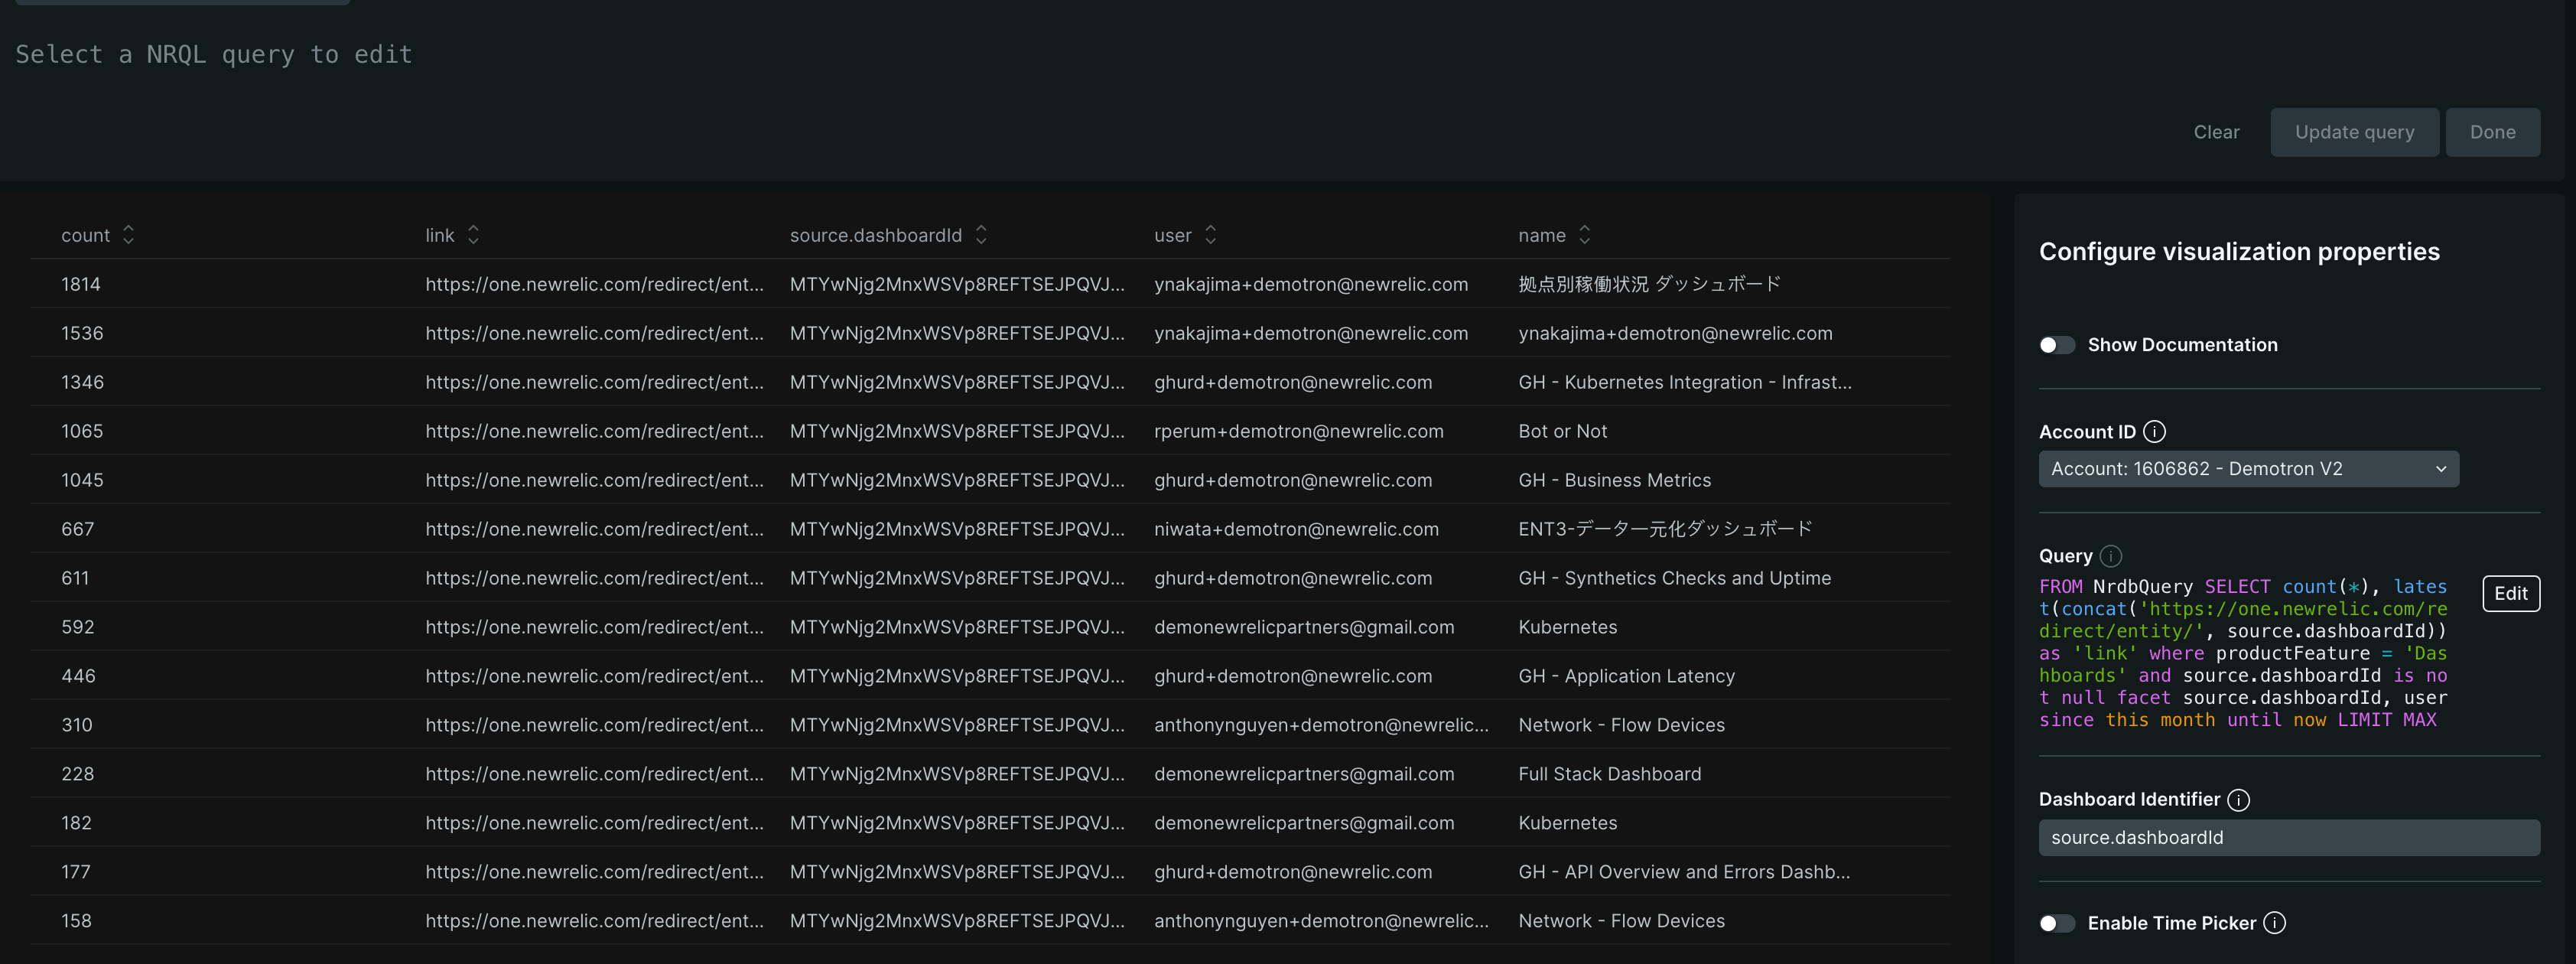 Select a NRQL query to edit
Clear
Update query
Done
count link source.dashboardId user name
1814 https://one.newrelic.com/redirect/ent... MTYwNjg2MnxWSVp8REFTSEJPQVJ... ynakajima+demotron@newrelic.com 拠点別稼働状況 ダッシュボード
1536 https://one.newrelic.com/redirect/ent... MTYwNjg2MnxWSVp8REFTSEJPQVJ... ynakajima+demotron@newrelic.com ynakajima+demotron@newrelic.com
1346 https://one.newrelic.com/redirect/ent... MTYwNjg2MnxWSVp8REFTSEJPQVJ... ghurd+demotron@newrelic.com GH - Kubernetes Integration - Infrast...
1065 https://one.newrelic.com/redirect/ent... MTYwNjg2MnxWSVp8REFTSEJPQVJ... rperum+demotron@newrelic.com Bot or Not
1045 https://one.newrelic.com/redirect/ent... MTYwNjg2MnxWSVp8REFTSEJPQVJ... ghurd+demotron@newrelic.com GH - Business Metrics
667 https://one.newrelic.com/redirect/ent... MTYwNjg2MnxWSVp8REFTSEJPQVJ... niwata+demotron@newrelic.com ENT3-データ一元化ダッシュボード
611 https://one.newrelic.com/redirect/ent... MTYwNjg2MnxWSVp8REFTSEJPQVJ... ghurd+demotron@newrelic.com GH - Synthetics Checks and Uptime
592 https://one.newrelic.com/redirect/ent... MTYwNjg2MnxWSVp8REFTSEJPQVJ... demonewrelicpartners@gmail.com Kubernetes
446 https://one.newrelic.com/redirect/ent... MTYwNjg2MnxWSVp8REFTSEJPQVJ... ghurd+demotron@newrelic.com GH - Application Latency
310 https://one.newrelic.com/redirect/ent... MTYwNjg2MnxWSVp8REFTSEJPQVJ... anthonynguyen+demotron@newrelic... Network - Flow Devices
228 https://one.newrelic.com/redirect/ent... MTYwNjg2MnxWSVp8REFTSEJPQVJ... demonewrelicpartners@gmail.com Full Stack Dashboard
182 https://one.newrelic.com/redirect/ent... MTYwNjg2MnxWSVp8REFTSEJPQVJ... demonewrelicpartners@gmail.com Kubernetes
177 https://one.newrelic.com/redirect/ent... MTYwNjg2MnxWSVp8REFTSEJPQVJ... ghurd+demotron@newrelic.com GH - API Overview and Errors Dashb...
158 https://one.newrelic.com/redirect/ent... MTYwNjg2MnxWSVp8REFTSEJPQVJ... anthonynguyen+demotron@newrelic... Network - Flow Devices
Configure visualization properties
Show Documentation
Account ID
Account: 1606862 - Demotron V2
Query
Edit
FROM NrdbQuery SELECT count(*), lates
t(concat('https://one.newrelic.com/re
direct/entity/', source.dashboardId))
as 'link' where productFeature = 'Das
hboards' and source.dashboardId is no
t null facet source.dashboardId, user
since this month until now LIMIT MAX
Dashboard Identifier
source.dashboardId
Enable Time Picker